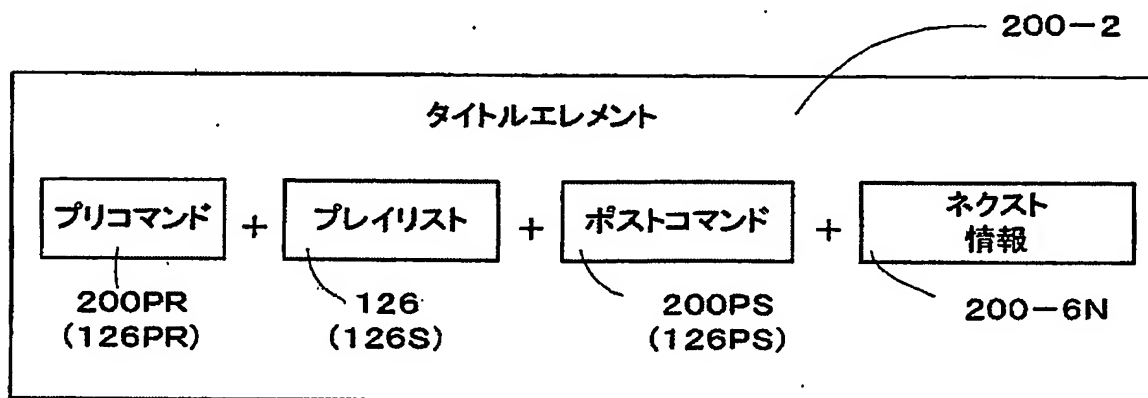 200-2
タイトルエレメント
プリコマンド + プレイリスト + ポストコマンド + ネクスト
情報
200PR 126 200PS 200-6N
(126PR) (126S) (126PS)